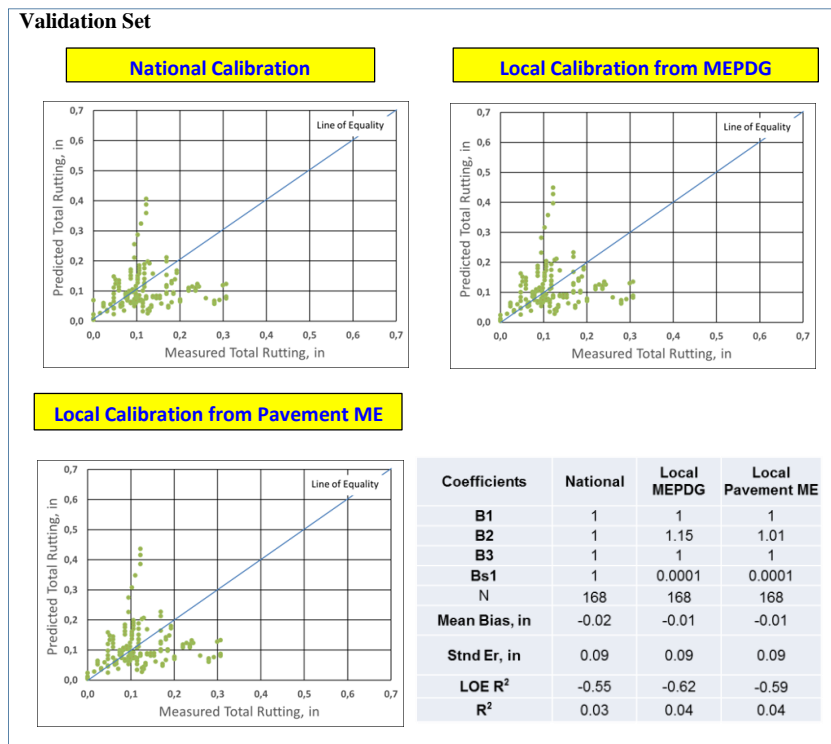 Validation Set
National Calibration
0,7
0,6
0,5
0,4
0,3
0,2
0,1
0,0
Predicted Total Rutting, in
Line of Equality
0,0 0,1 0,2 0,3 0,4 0,5 0,6 0,7
Measured Total Rutting, in
Local Calibration from MEPDG
0,7
0,6
0,5
0,4
0,3
0,2
0,1
0,0
Predicted Total Rutting, in
Line of Equality
0,0 0,1 0,2 0,3 0,4 0,5 0,6 0,7
Measured Total Rutting, in
Local Calibration from Pavement ME
0,7
0,6
0,5
0,4
0,3
0,2
0,1
0,0
Predicted Total Rutting, in
Line of Equality
0,0 0,1 0,2 0,3 0,4 0,5 0,6 0,7
Measured Total Rutting, in
Coefficients National Local MEPDG Local Pavement ME
B1 1 1 1
B2 1 1.15 1.01
B3 1 1 1
Bs1 1 0.0001 0.0001
N 168 168 168
Mean Bias, in -0.02 -0.01 -0.01
Stnd Er, in 0.09 0.09 0.09
LOE R² -0.55 -0.62 -0.59
R² 0.03 0.04 0.04